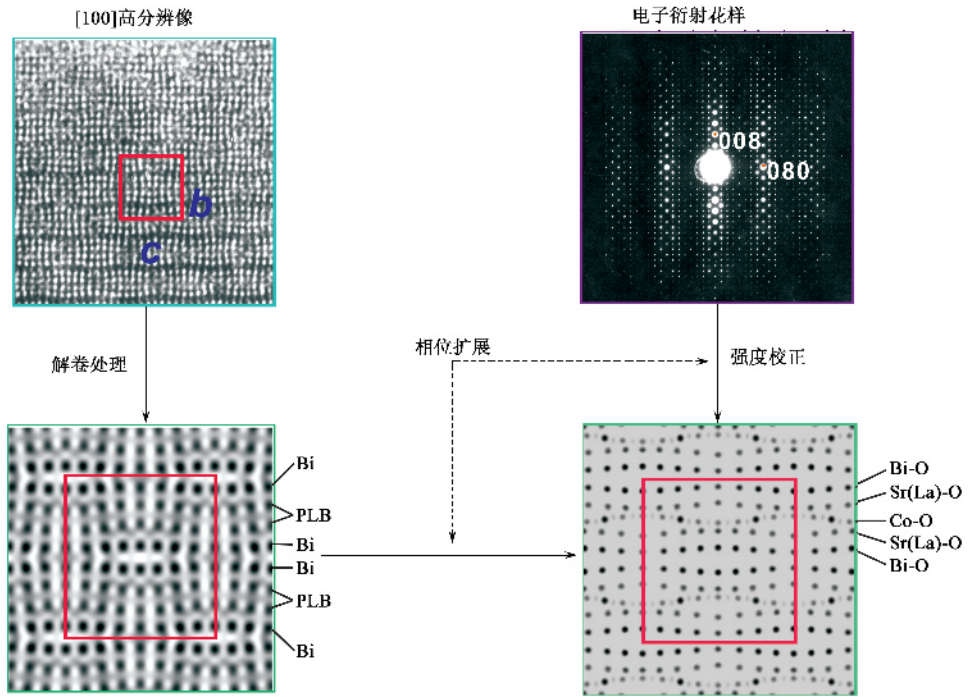 [100]高分辨像
电子衍射花样
b
c
008
080
解卷处理
相位扩展
强度校正
Bi
PLB
Bi
Bi
PLB
Bi
Bi-O
Sr(La)-O
Co-O
Sr(La)-O
Bi-O